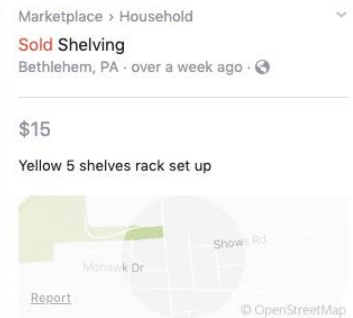 Marketplace › Household
Sold Shelving
Bethlehem, PA · over a week ago ·
$15
Yellow 5 shelves rack set up
Shows Rd
Mohawk Dr
Report
© OpenStreetMap